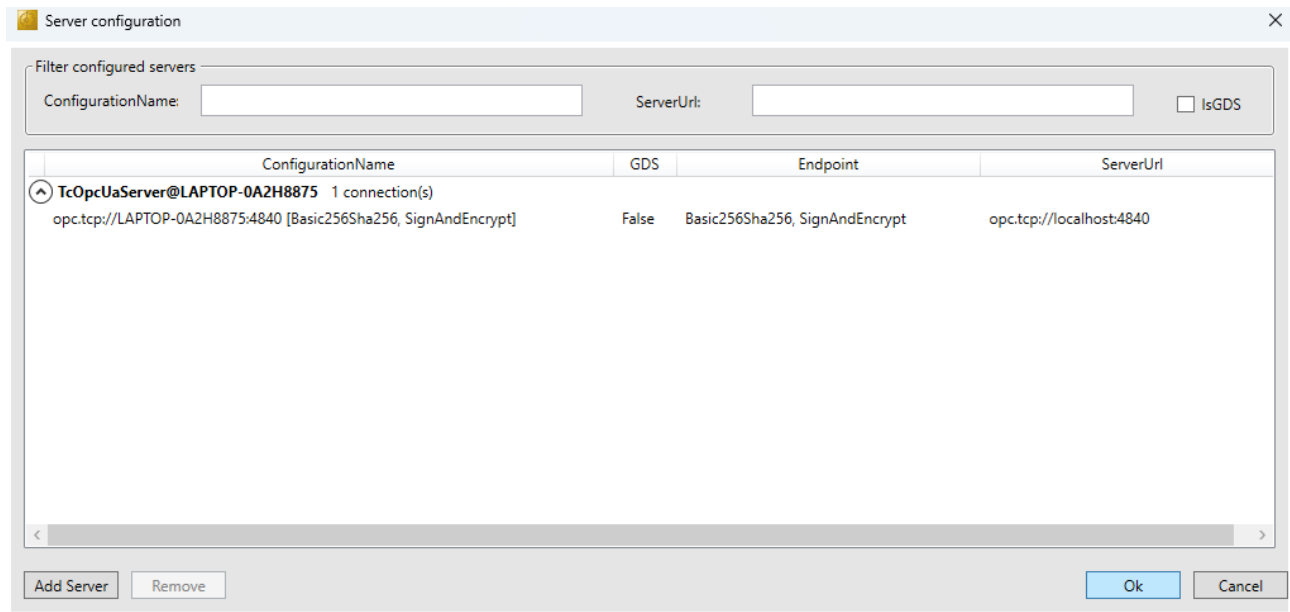 Server configuration
Filter configured servers
ConfigurationName: ServerUrl: IsGDS
ConfigurationName GDS Endpoint ServerUrl
TcOpcUaServer@LAPTOP-0A2H8875 1 connection(s)
opc.tcp://LAPTOP-0A2H8875:4840 [Basic256Sha256, SignAndEncrypt] False Basic256Sha256, SignAndEncrypt opc.tcp://localhost:4840
Add Server Remove Ok Cancel